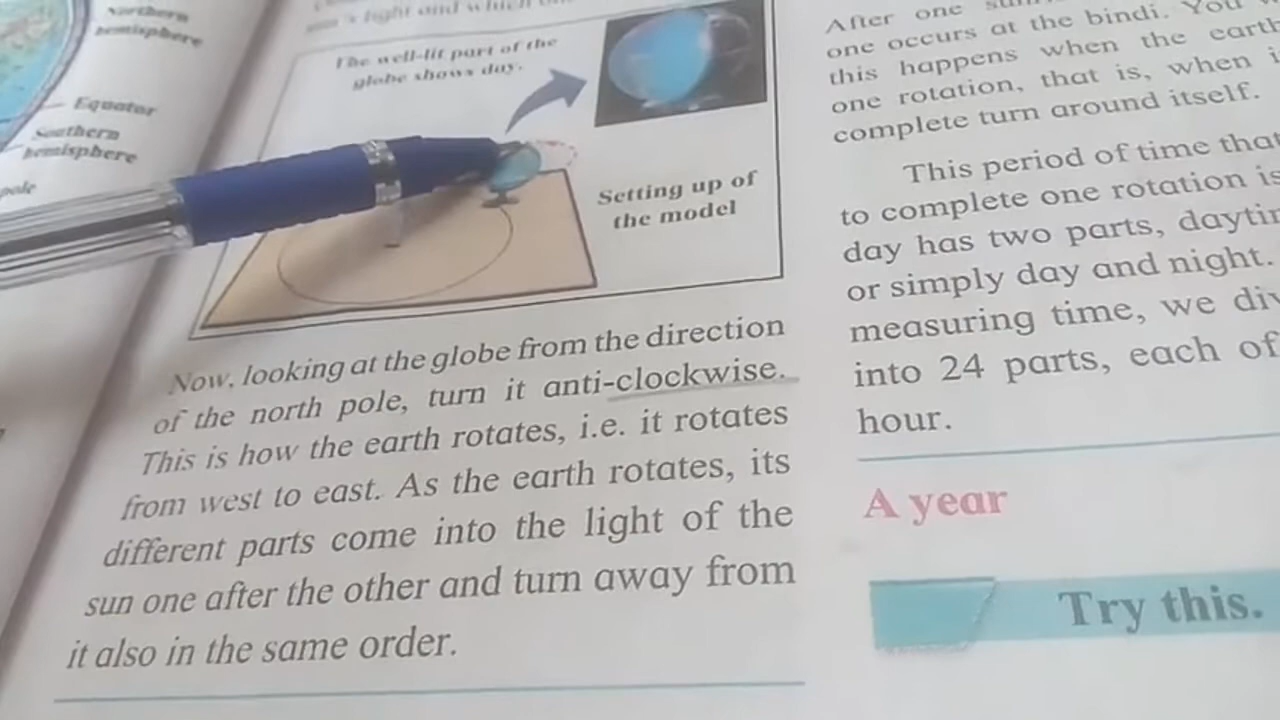 Northern
hemisphere
Equator
Southern
hemisphere
pole
's light and which
The well-lit part of the
globe shows day.
Setting up of
the model
Now, looking at the globe from the direction
of the north pole, turn it anti-clockwise.
This is how the earth rotates, i.e. it rotates
from west to east. As the earth rotates, its
different parts come into the light of the
sun one after the other and turn away from
it also in the same order.
After one
one occurs at the bindi. You
this happens when the earth
one rotation, that is, when
complete turn around itself.
This period of time that
to complete one rotation is
day has two parts,
or simply day and night.
measuring time, we
into 24 parts, each of
hour.
A year
Try this.